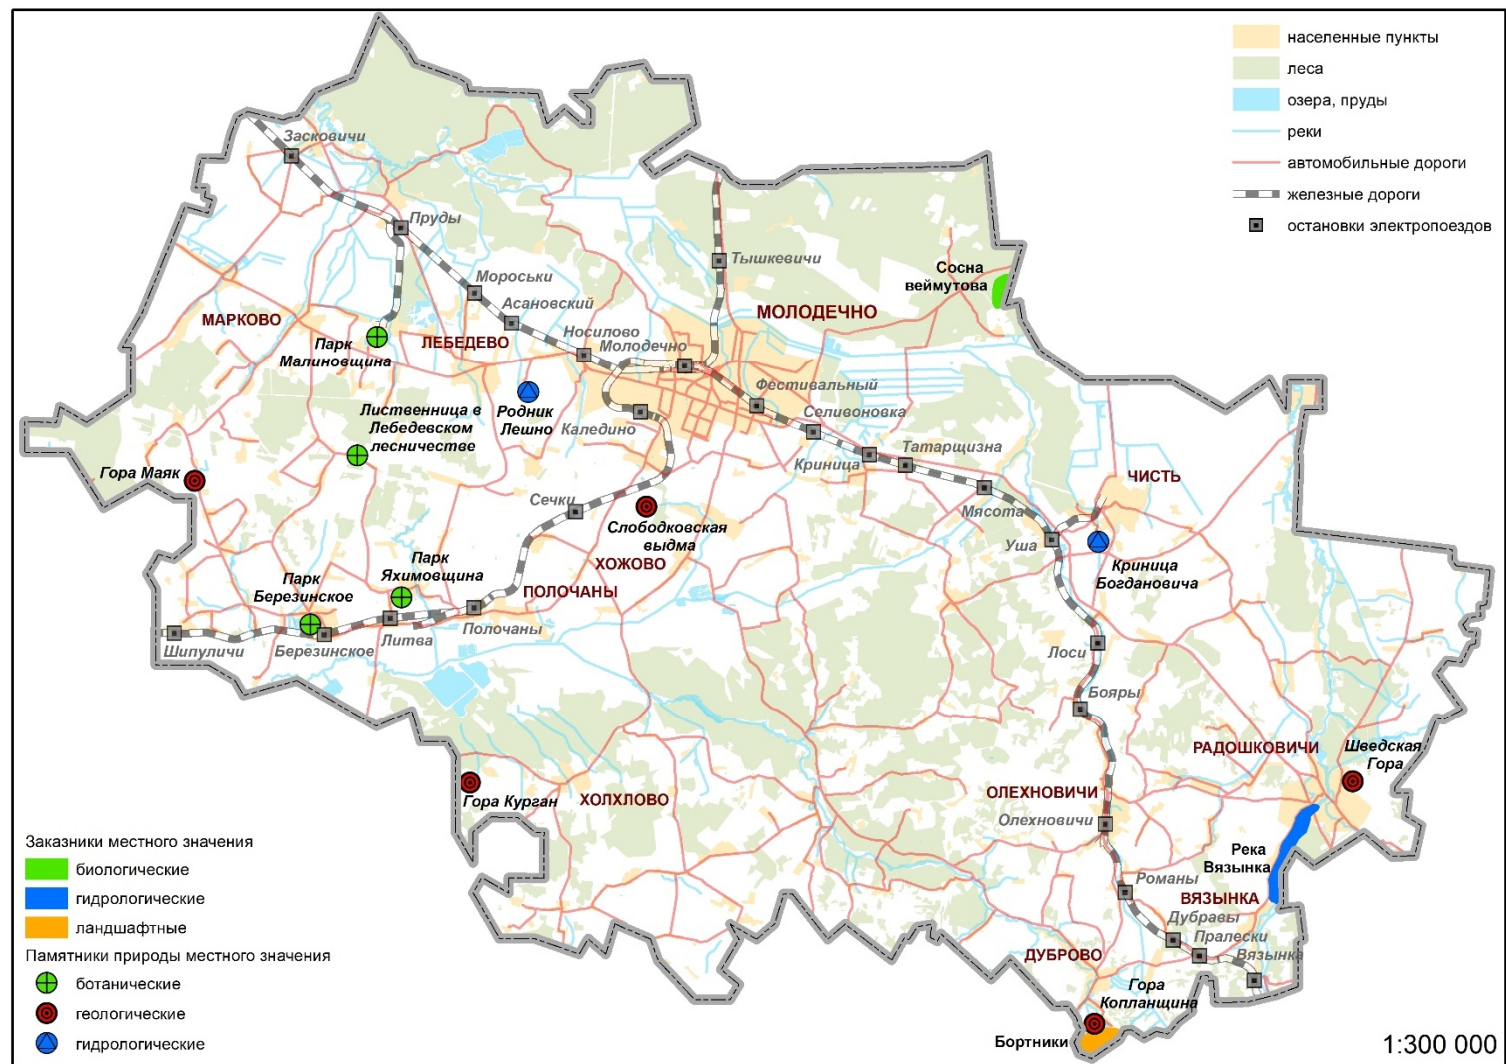 населенные пункты
леса
озера, пруды
реки
автомобильные дороги
железные дороги
остановки электропоездов
Засковичи
Пруды
Тышкевичи
Сосна
веймутова
Мороськи
Асановский
МАРКОВО
МОЛОДЕЧНО
Носилово
ЛЕБЕДЕВО
Молодечно
Парк
Малиновщина
Фестивальный
Лиственница в
Лебедевском
лесничестве
Родник
Лешно
Каледино
Селивоновка
Татарщизна
Криница
Гора Маяк
ЧИСТЬ
Сечки
Мясота
Слободковская
выдма
Уша
Криница
Богдановича
ХОЖОВО
Парк
Яхимовщина
Парк
Березинское
ПОЛОЧАНЫ
Полочаны
Литва
Березинское
Шипуличи
Лоси
Бояры
РАДОШКОВИЧИ
Шведская
Гора
Гора Курган
ХОЛХЛОВО
ОЛЕХНОВИЧИ
Олехновичи
Река
Вязынка
Романы
ВЯЗЫНКА
Дубравы
Пралески
Вязынка
ДУБРОВО
Гора
Копланщина
Бортники
Заказники местного значения
биологические
гидрологические
ландшафтные
Памятники природы местного значения
ботанические
геологические
гидрологические
1:300 000